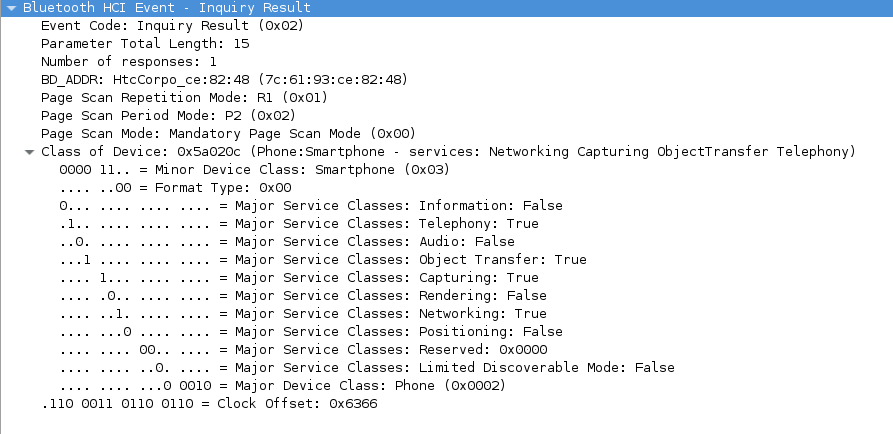 Bluetooth HCI Event - Inquiry Result
Event Code: Inquiry Result (0x02)
Parameter Total Length: 15
Number of responses: 1
BD_ADDR: HtcCorpo_ce:82:48 (7c:61:93:ce:82:48)
Page Scan Repetition Mode: R1 (0x01)
Page Scan Period Mode: P2 (0x02)
Page Scan Mode: Mandatory Page Scan Mode (0x00)
Class of Device: 0x5a020c (Phone:Smartphone - services: Networking Capturing ObjectTransfer Telephony)
0000 11.. = Minor Device Class: Smartphone (0x03)
.... ..00 = Format Type: 0x00
0... .... .... .... = Major Service Classes: Information: False
.1.. .... .... .... = Major Service Classes: Telephony: True
..0. .... .... .... = Major Service Classes: Audio: False
...1 .... .... .... = Major Service Classes: Object Transfer: True
.... 1... .... .... = Major Service Classes: Capturing: True
.... .0.. .... .... = Major Service Classes: Rendering: False
.... ..1. .... .... = Major Service Classes: Networking: True
.... ...0 .... .... = Major Service Classes: Positioning: False
.... .... 00.. .... = Major Service Classes: Reserved: 0x0000
.... .... ..0. .... = Major Service Classes: Limited Discoverable Mode: False
.... .... ...0 0010 = Major Device Class: Phone (0x0002)
.110 0011 0110 0110 = Clock Offset: 0x6366